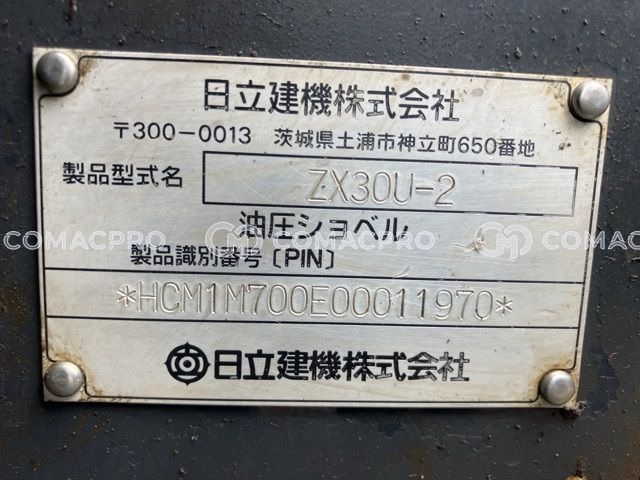 日立建機株式会社
〒300-0013 茨城県土浦市神立町650番地
製品型式名 ZX30U-2
油圧ショベル
COMACPRO COMACPRO COMACPRO
製品識別番号〔PIN〕
*HCM1M700E00011970*
日立建機株式会社